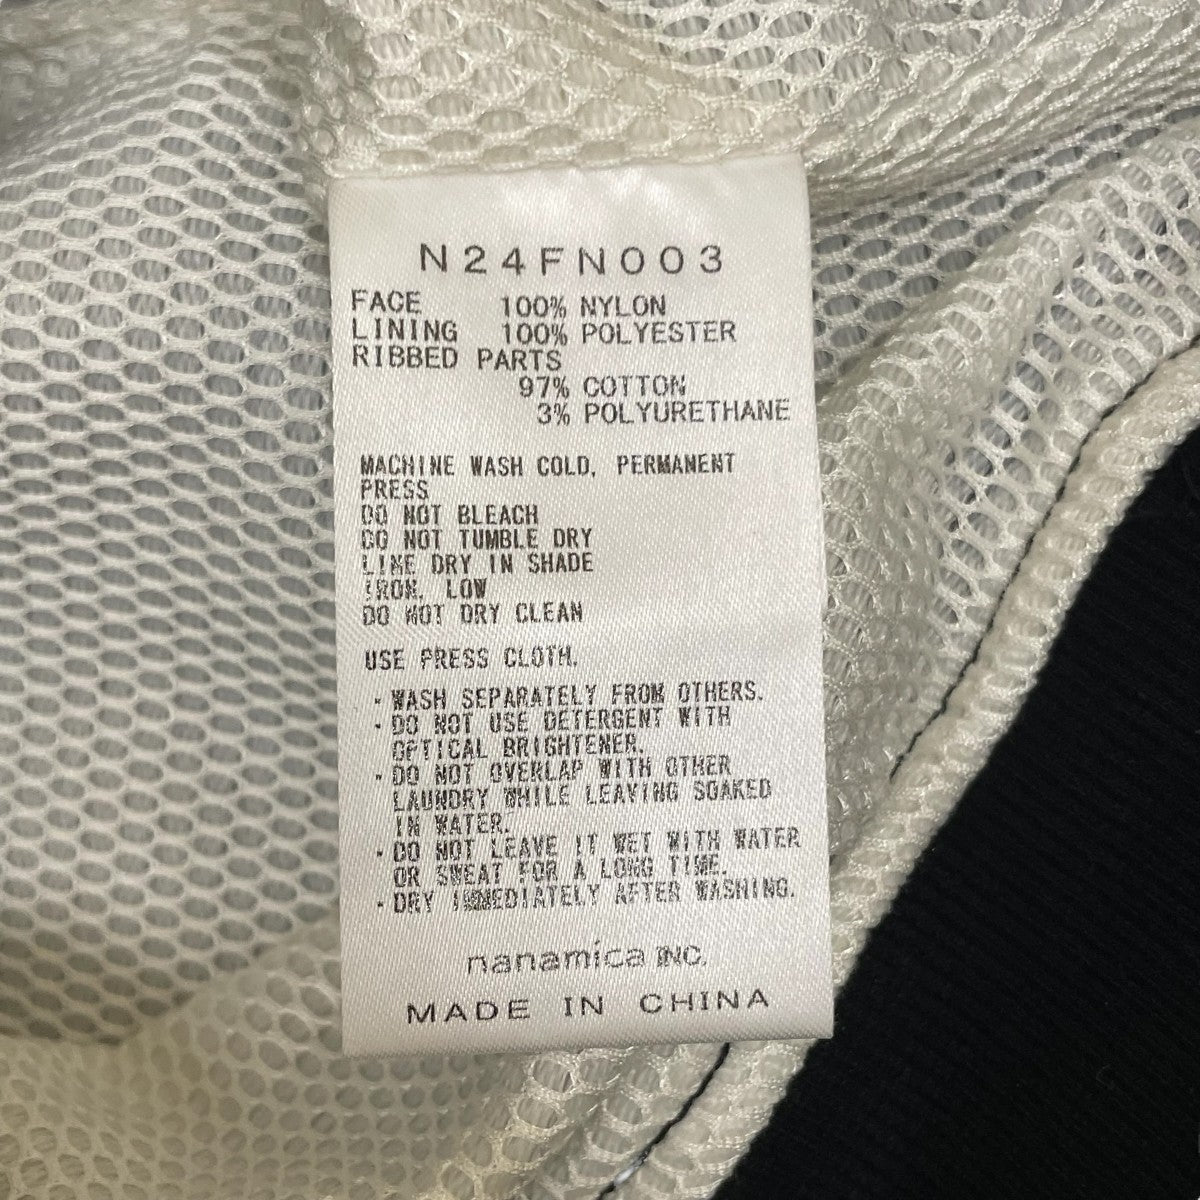 N24FN003
FACE 100% NYLON
LINING 100% POLYESTER
RIBBED PARTS
97% COTTON
3% POLYURETHANE
MACHINE WASH COLD, PERMANENT
PRESS
DO NOT BLEACH
DO NOT TUMBLE DRY
LINE DRY IN SHADE
IRON, LOW
DO NOT DRY CLEAN
USE PRESS CLOTH.
・WASH SEPARATELY FROM OTHERS.
・DO NOT USE DETERGENT WITH
OPTICAL BRIGHTENER.
・DO NOT OVERLAP WITH OTHER
LAUNDRY WHILE LEAVING SOAKED
IN WATER.
・DO NOT LEAVE IT WET WITH WATER
OR SWEAT FOR A LONG TIME.
・DRY IMMEDIATELY AFTER WASHING.
nanamica INC.
MADE IN CHINA